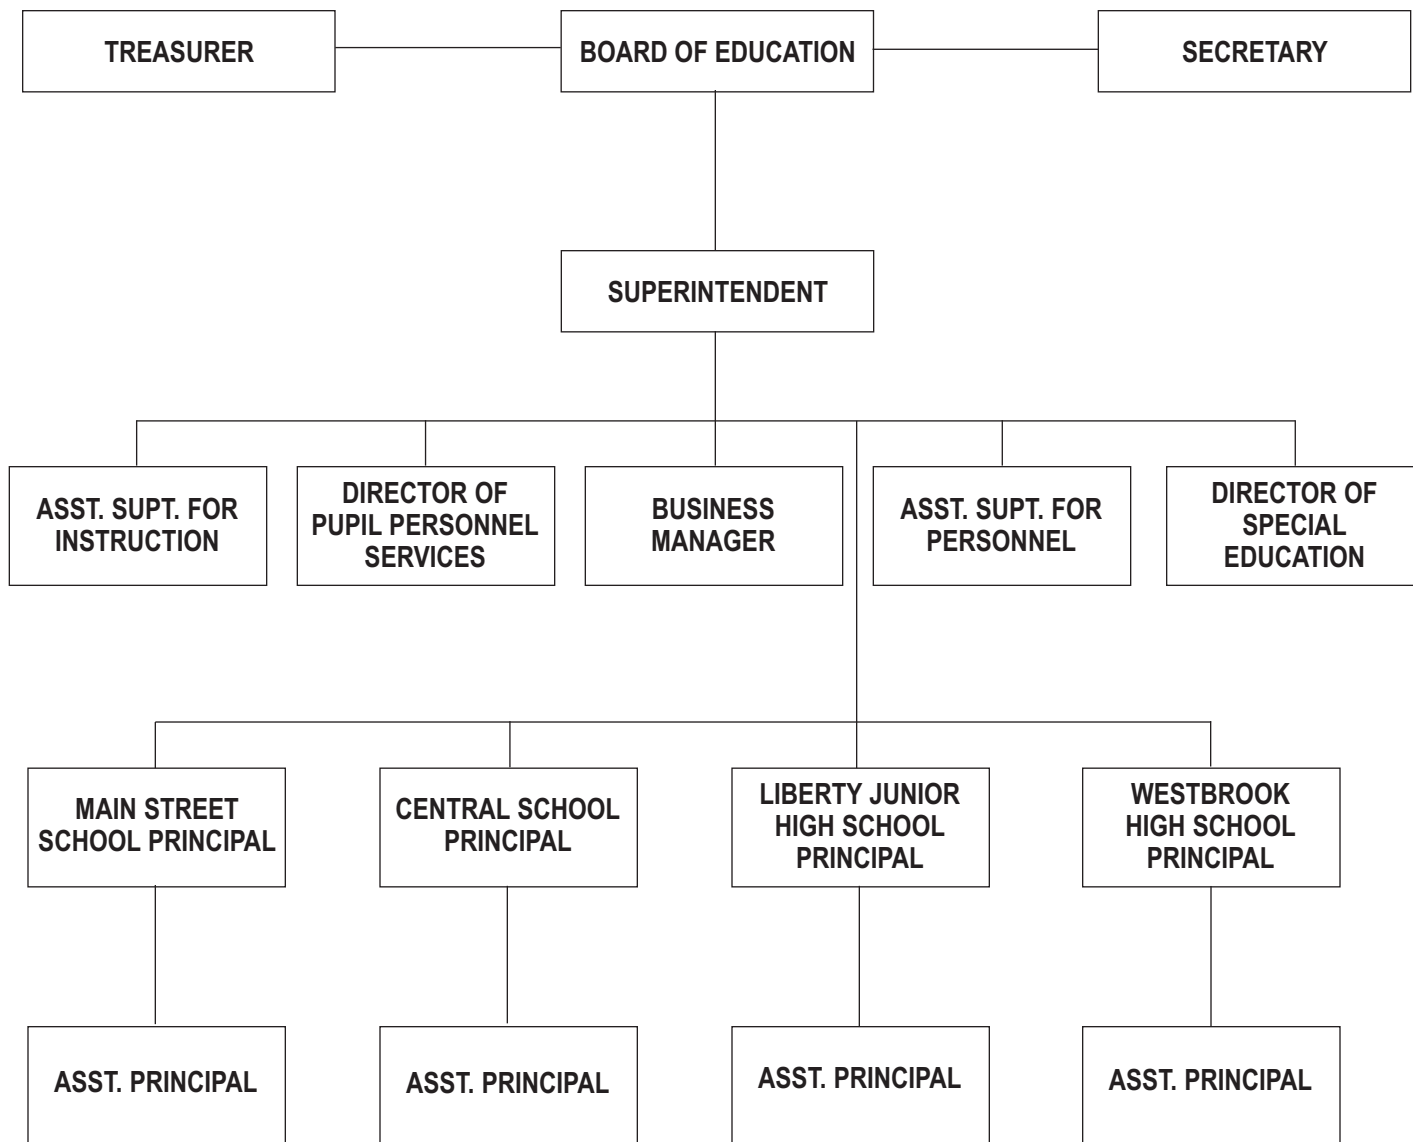 TREASURER
BOARD OF EDUCATION
SECRETARY
SUPERINTENDENT
ASST. SUPT. FOR
INSTRUCTION
DIRECTOR OF
PUPIL PERSONNEL
SERVICES
BUSINESS
MANAGER
ASST. SUPT. FOR
PERSONNEL
DIRECTOR OF
SPECIAL
EDUCATION
MAIN STREET
SCHOOL PRINCIPAL
CENTRAL SCHOOL
PRINCIPAL
LIBERTY JUNIOR
HIGH SCHOOL
PRINCIPAL
WESTBROOK
HIGH SCHOOL
PRINCIPAL
ASST. PRINCIPAL
ASST. PRINCIPAL
ASST. PRINCIPAL
ASST. PRINCIPAL